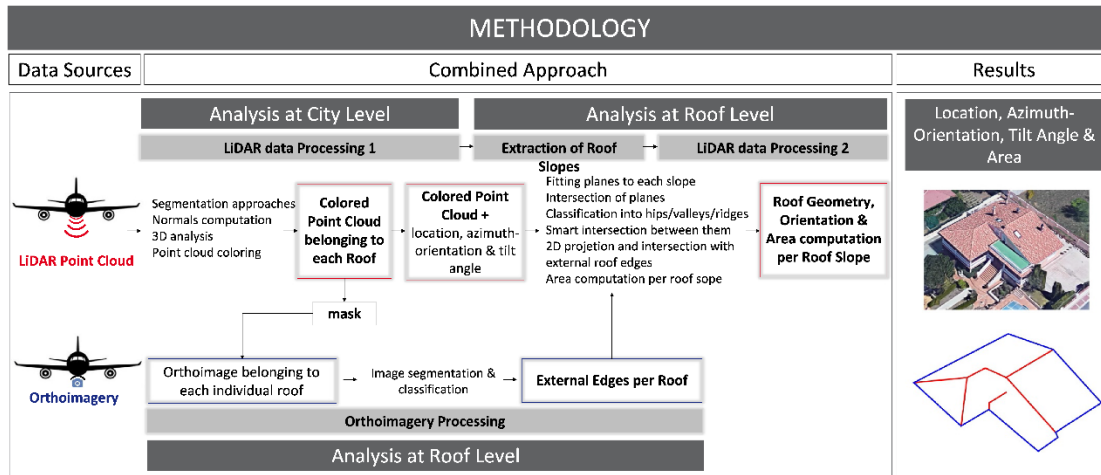 METHODOLOGY
Data Sources
Combined Approach
Results
Analysis at City Level
Analysis at Roof Level
LiDAR data Processing 1
Extraction of Roof
Slopes
LiDAR data Processing 2
LiDAR Point Cloud
Segmentation approaches
Normals computation
3D analysis
Point cloud coloring
Colored
Point Cloud
belonging to
each Roof
Colored Point
Cloud +
location, azimuth-
orientation & tilt
angle
Fitting planes to each slope
Intersection of planes
Classification into hips/valleys/ridges
Smart intersection between them
2D projetion and intersection with
external roof edges
Area computation per roof sope
Roof Geometry,
Orientation &
Area computation
per Roof Slope
mask
Orthoimagery
Orthoimage belonging to
each individual roof
Image segmentation &
classification
External Edges per Roof
Orthoimagery Processing
Analysis at Roof Level
Location, Azimuth-
Orientation, Tilt Angle &
Area